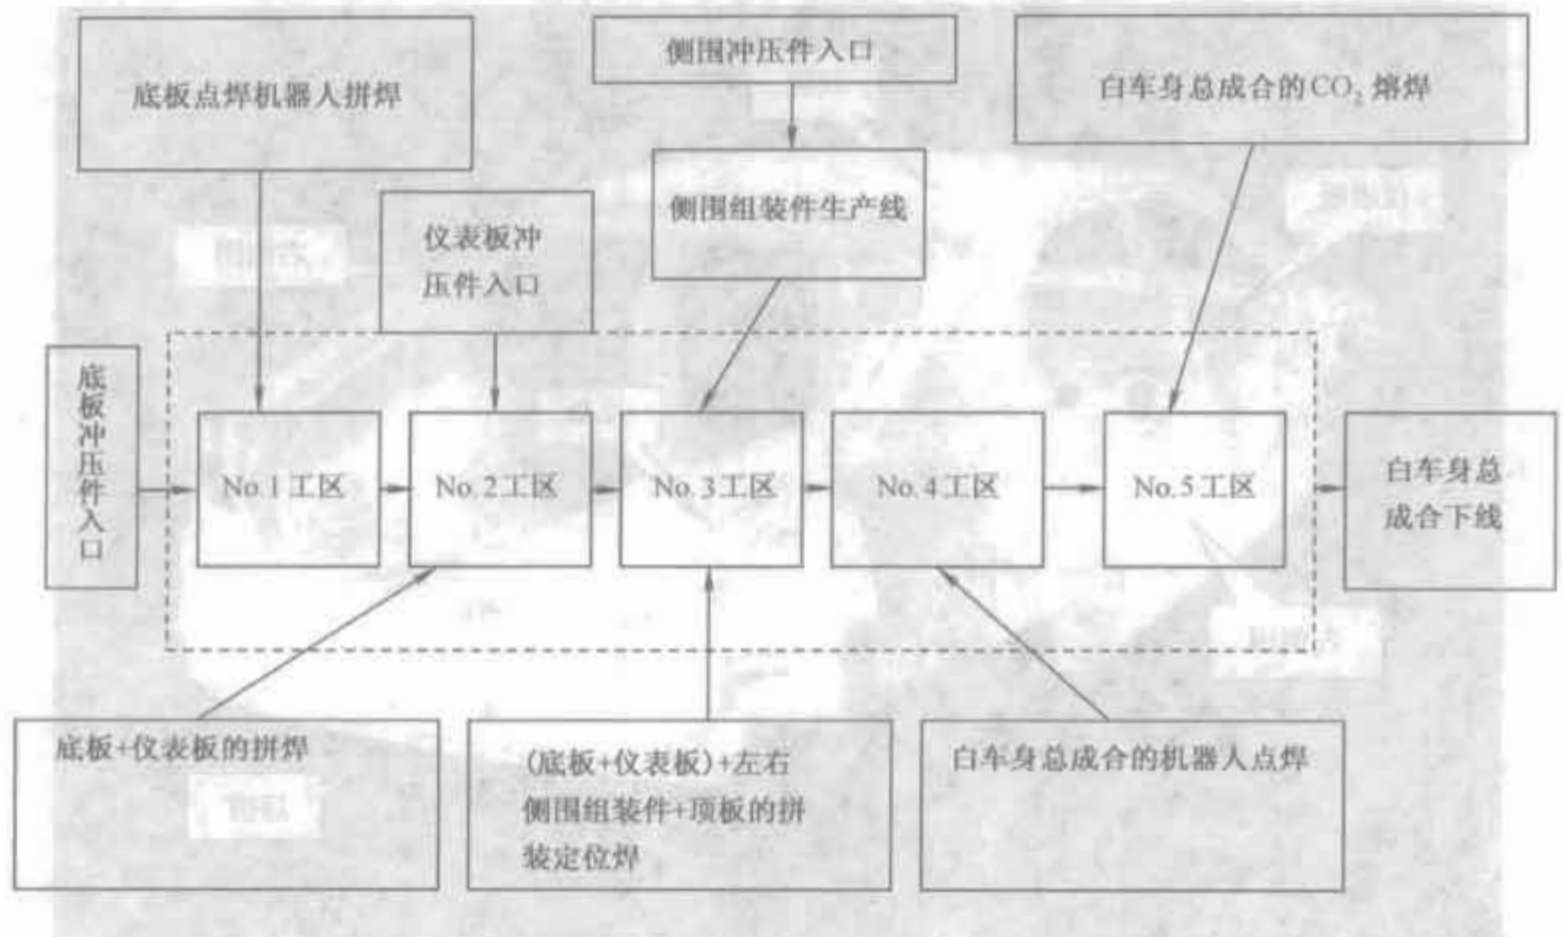 底板点焊机器人拼焊
侧围冲压件入口
白车身总成合的CO₂熔焊
仪表板冲
压件入口
侧围组装件生产线
底板冲压件入口
No.1工区
No.2工区
No.3工区
No.4工区
No.5工区
白车身总
成合下线
底板+仪表板的拼焊
(底板+仪表板)+左右
侧围组装件+顶板的拼
装定位焊
白车身总成合的机器人点焊